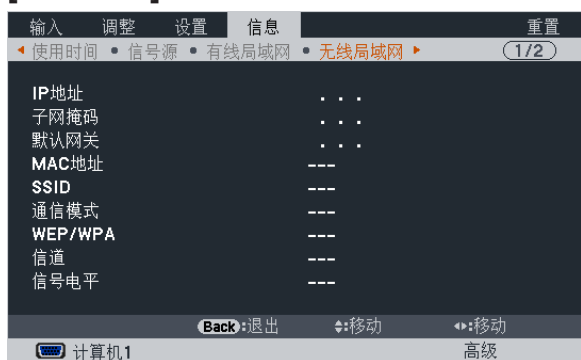 输入 调整 设置 信息 重置
使用时间 ● 信号源 ● 有线局域网 ● 无线局域网 1/2
IP地址 . . .
子网掩码 . . .
默认网关 . . .
MAC地址 ---
SSID ---
通信模式 ---
WEP/WPA ---
信道 ---
信号电平 ---
Back:退出 :移动 :移动
计算机1 高级